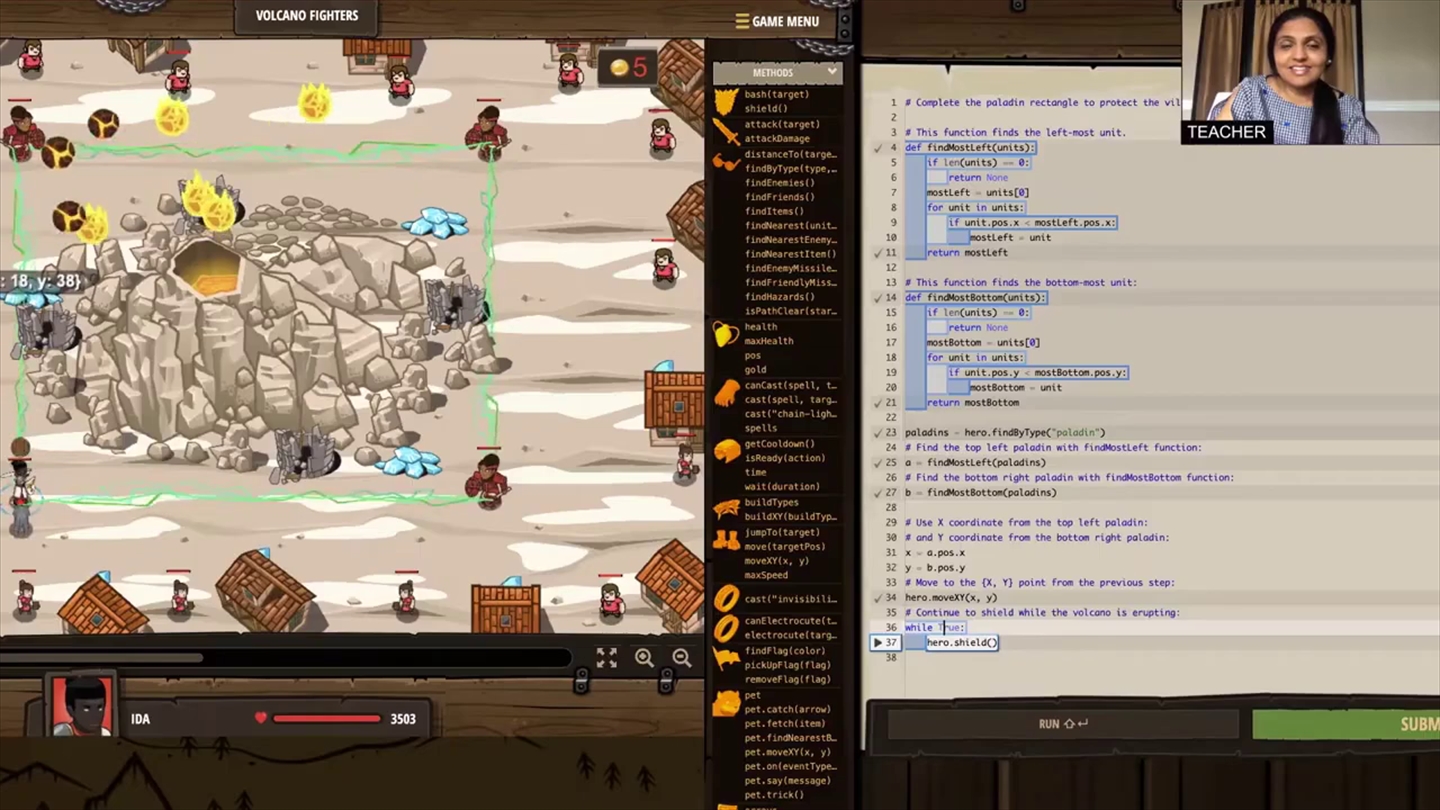 VOLCANO FIGHTERS
GAME MENU
5
: 18, y: 38}
IDA
3503
METHODS
bash(target)
shield()
attack(target)
attackDamage
distanceTo(targe…
findByType(type,…
findEnemies()
findFriends()
findItems()
findNearest(unit…
findNearestEnemy…
findNearestItem()
findEnemyMissile…
findFriendlyMiss…
findHazards()
isPathClear(star…
health
maxHealth
pos
gold
canCast(spell, t…
cast(spell, targ…
cast("chain-ligh…
spells
getCooldown()
isReady(action)
time
wait(duration)
buildTypes
buildXY(buildTyp…
jumpTo(target)
move(targetPos)
moveXY(x, y)
maxSpeed
cast("invisibili…
canElectrocute(t…
electrocute(targ…
findFlag(color)
pickUpFlag(flag)
removeFlag(flag)
pet
pet.catch(arrow)
pet.fetch(item)
pet.findNearestB…
pet.moveXY(x, y)
pet.on(eventType…
pet.say(message)
pet.trick()
TEACHER
1 # Complete the paladin rectangle to protect the vil
2
3 # This function finds the left-most unit.
4 def findMostLeft(units):
5 if len(units) == 0:
6 return None
7 mostLeft = units[0]
8 for unit in units:
9 if unit.pos.x < mostLeft.pos.x:
10 mostLeft = unit
11 return mostLeft
12
13 # This function finds the bottom-most unit:
14 def findMostBottom(units):
15 if len(units) == 0:
16 return None
17 mostBottom = units[0]
18 for unit in units:
19 if unit.pos.y < mostBottom.pos.y:
20 mostBottom = unit
21 return mostBottom
22
23 paladins = hero.findByType("paladin")
24 # Find the top left paladin with findMostLeft function:
25 a = findMostLeft(paladins)
26 # Find the bottom right paladin with findMostBottom function:
27 b = findMostBottom(paladins)
28
29 # Use X coordinate from the top left paladin:
30 # and Y coordinate from the bottom right paladin:
31 x = a.pos.x
32 y = b.pos.y
33 # Move to the {X, Y} point from the previous step:
34 hero.moveXY(x, y)
35 # Continue to shield while the volcano is erupting:
36 while True:
37 hero.shield()
38
RUN
SUBM